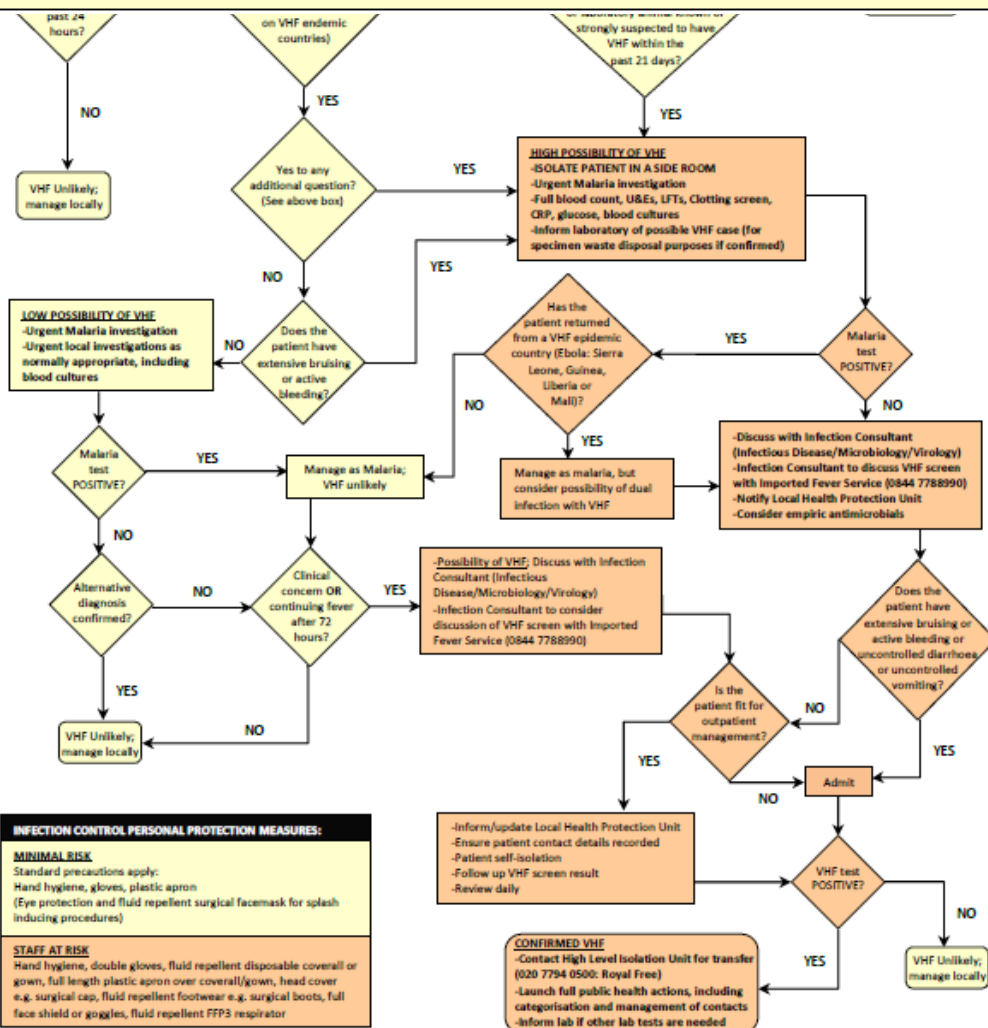 past 24
hours?
on VHF endemic
countries)
or laboratory animal known or
strongly suspected to have
VHF within the
past 21 days?
NO
YES
YES
VHF Unlikely;
manage locally
Yes to any
additional question?
(See above box)
YES
HIGH POSSIBILITY OF VHF
-ISOLATE PATIENT IN A SIDE ROOM
-Urgent Malaria investigation
-Full blood count, U&Es, LFTs, Clotting screen,
CRP, glucose, blood cultures
-Inform laboratory of possible VHF case (for
specimen waste disposal purposes if confirmed)
NO
YES
LOW POSSIBILITY OF VHF
-Urgent Malaria investigation
-Urgent local investigations as
normally appropriate, including
blood cultures
NO
Does the
patient have
extensive bruising
or active
bleeding?
Has the
patient returned
from a VHF epidemic
country (Ebola: Sierra
Leone, Guinea,
Liberia or
Mali)?
YES
Malaria
test
POSITIVE?
NO
YES
NO
Malaria
test
POSITIVE?
YES
Manage as Malaria;
VHF unlikely
Manage as malaria, but
consider possibility of dual
infection with VHF
-Discuss with Infection Consultant
(Infectious Disease/Microbiology/Virology)
-Infection Consultant to discuss VHF screen
with Imported Fever Service (0844 7788990)
-Notify Local Health Protection Unit
-Consider empiric antimicrobials
NO
Alternative
diagnosis
confirmed?
NO
Clinical
concern OR
continuing fever
after 72
hours?
YES
-Possibility of VHF; Discuss with Infection
Consultant (Infectious
Disease/Microbiology/Virology)
-Infection Consultant to consider
discussion of VHF screen with Imported
Fever Service (0844 7788990)
Does the
patient have
extensive bruising or
active bleeding or
uncontrolled diarrhoea
or uncontrolled
vomiting?
YES
NO
VHF Unlikely;
manage locally
Is the
patient fit for
outpatient
management?
NO
YES
YES
NO
Admit
-Inform/update Local Health Protection Unit
-Ensure patient contact details recorded
-Patient self-isolation
-Follow up VHF screen result
-Review daily
VHF test
POSITIVE?
NO
YES
VHF Unlikely;
manage locally
CONFIRMED VHF
-Contact High Level Isolation Unit for transfer
(020 7794 0500: Royal Free)
-Launch full public health actions, including
categorisation and management of contacts
-Inform lab if other lab tests are needed
INFECTION CONTROL PERSONAL PROTECTION MEASURES:
MINIMAL RISK
Standard precautions apply:
Hand hygiene, gloves, plastic apron
(Eye protection and fluid repellent surgical facemask for splash
inducing procedures)
STAFF AT RISK
Hand hygiene, double gloves, fluid repellent disposable coverall or
gown, full length plastic apron over coverall/gown, head cover
e.g. surgical cap, fluid repellent footwear e.g. surgical boots, full
face shield or goggles, fluid repellent FFP3 respirator